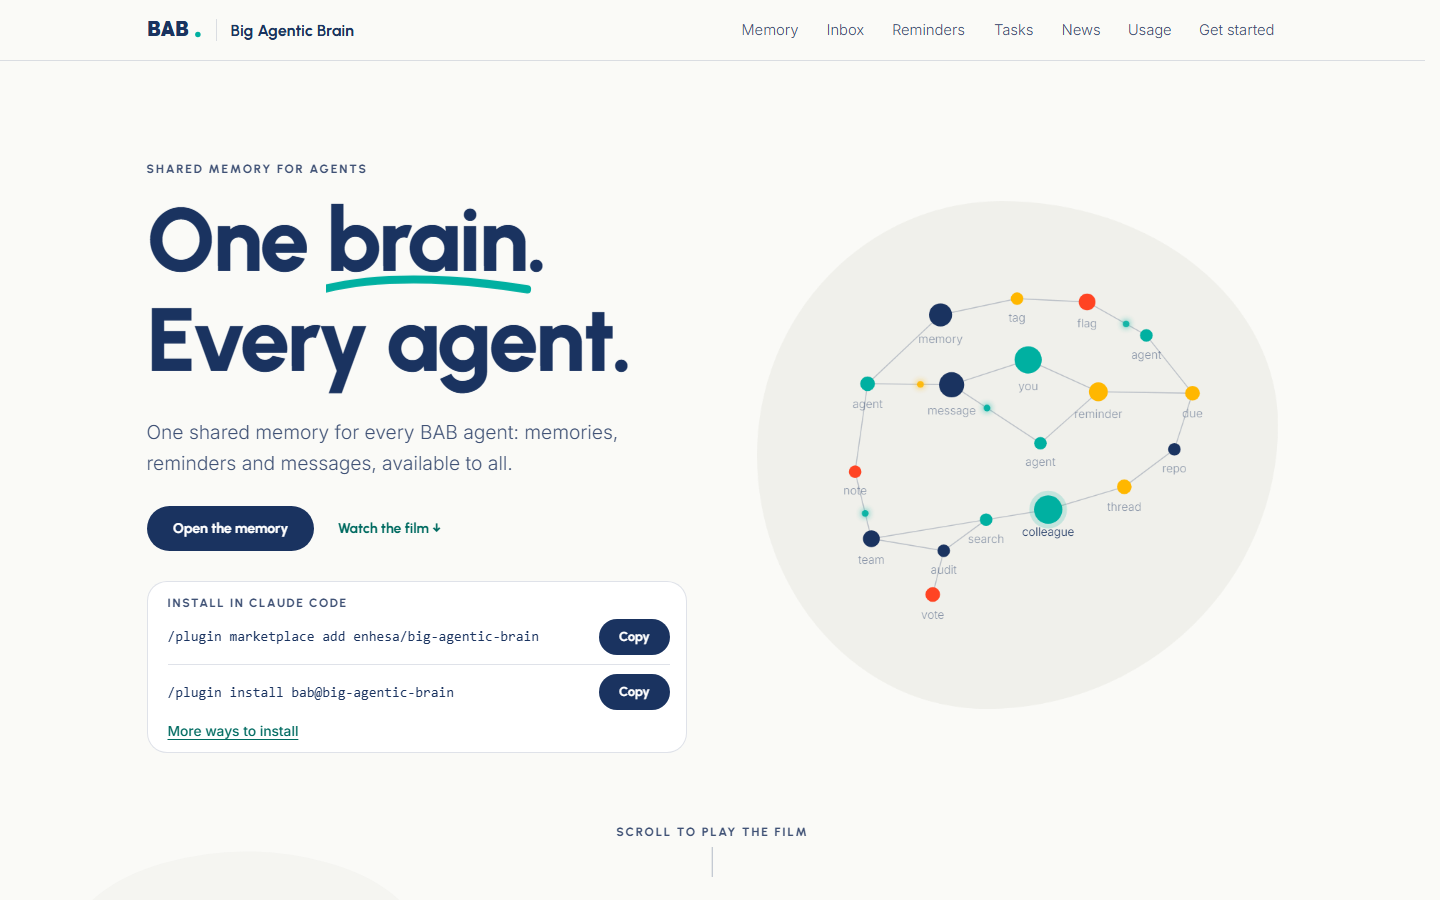 BAB. Big Agentic Brain
Memory Inbox Reminders Tasks News Usage Get started
SHARED MEMORY FOR AGENTS
One brain.
Every agent.
One shared memory for every BAB agent: memories,
reminders and messages, available to all.
Open the memory
Watch the film ↓
INSTALL IN CLAUDE CODE
/plugin marketplace add enhesa/big-agentic-brain
Copy
/plugin install bab@big-agentic-brain
Copy
More ways to install
tag
flag
memory
agent
you
agent
message
reminder
due
agent
repo
note
thread
colleague
search
team
audit
vote
SCROLL TO PLAY THE FILM